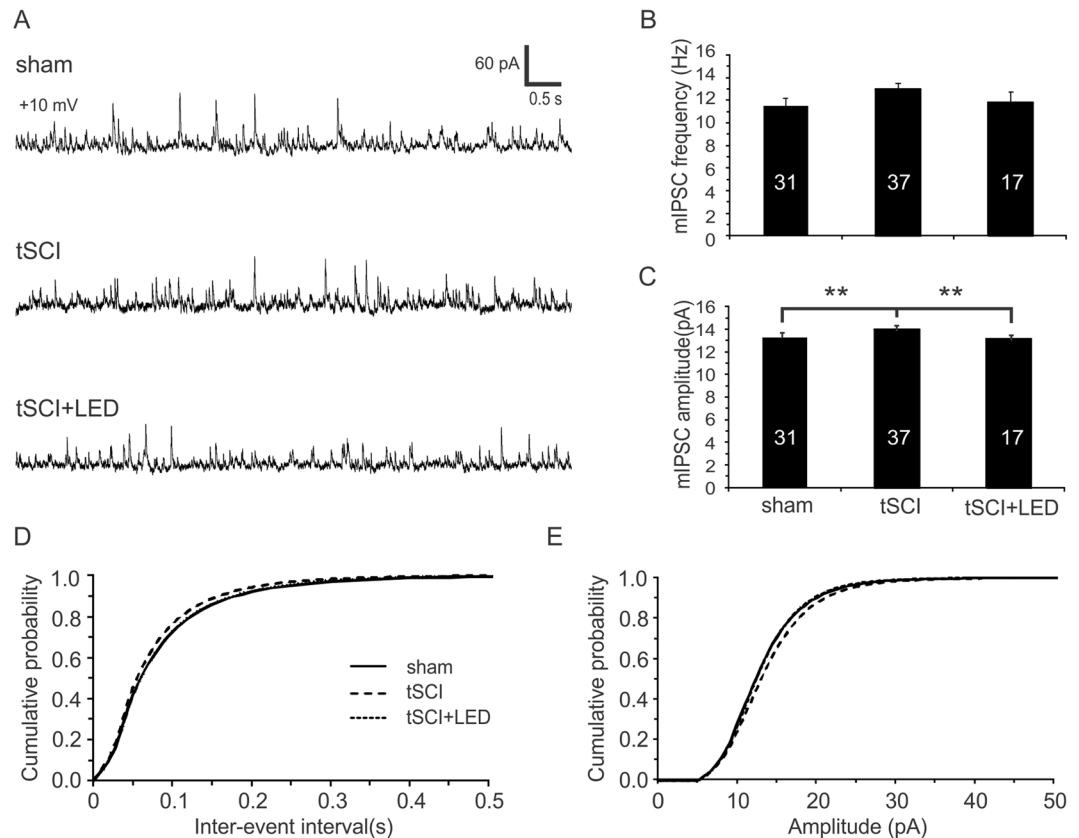 A
sham
60 pA
0.5 s
+10 mV
tSCI
tSCI+LED
B
mIPSC frequency (Hz)
16
14
12
10
8
6
4
2
0
31
37
17
C
** **
mIPSC amplitude(pA)
16
14
12
10
8
6
4
2
0
31
37
17
sham tSCI tSCI+LED
D
Cumulative probability
1.0
0.8
0.6
0.4
0.2
0.0
sham
tSCI
tSCI+LED
0 0.1 0.2 0.3 0.4 0.5
Inter-event interval(s)
E
Cumulative probability
1.0
0.8
0.6
0.4
0.2
0.0
0 10 20 30 40 50
Amplitude (pA)